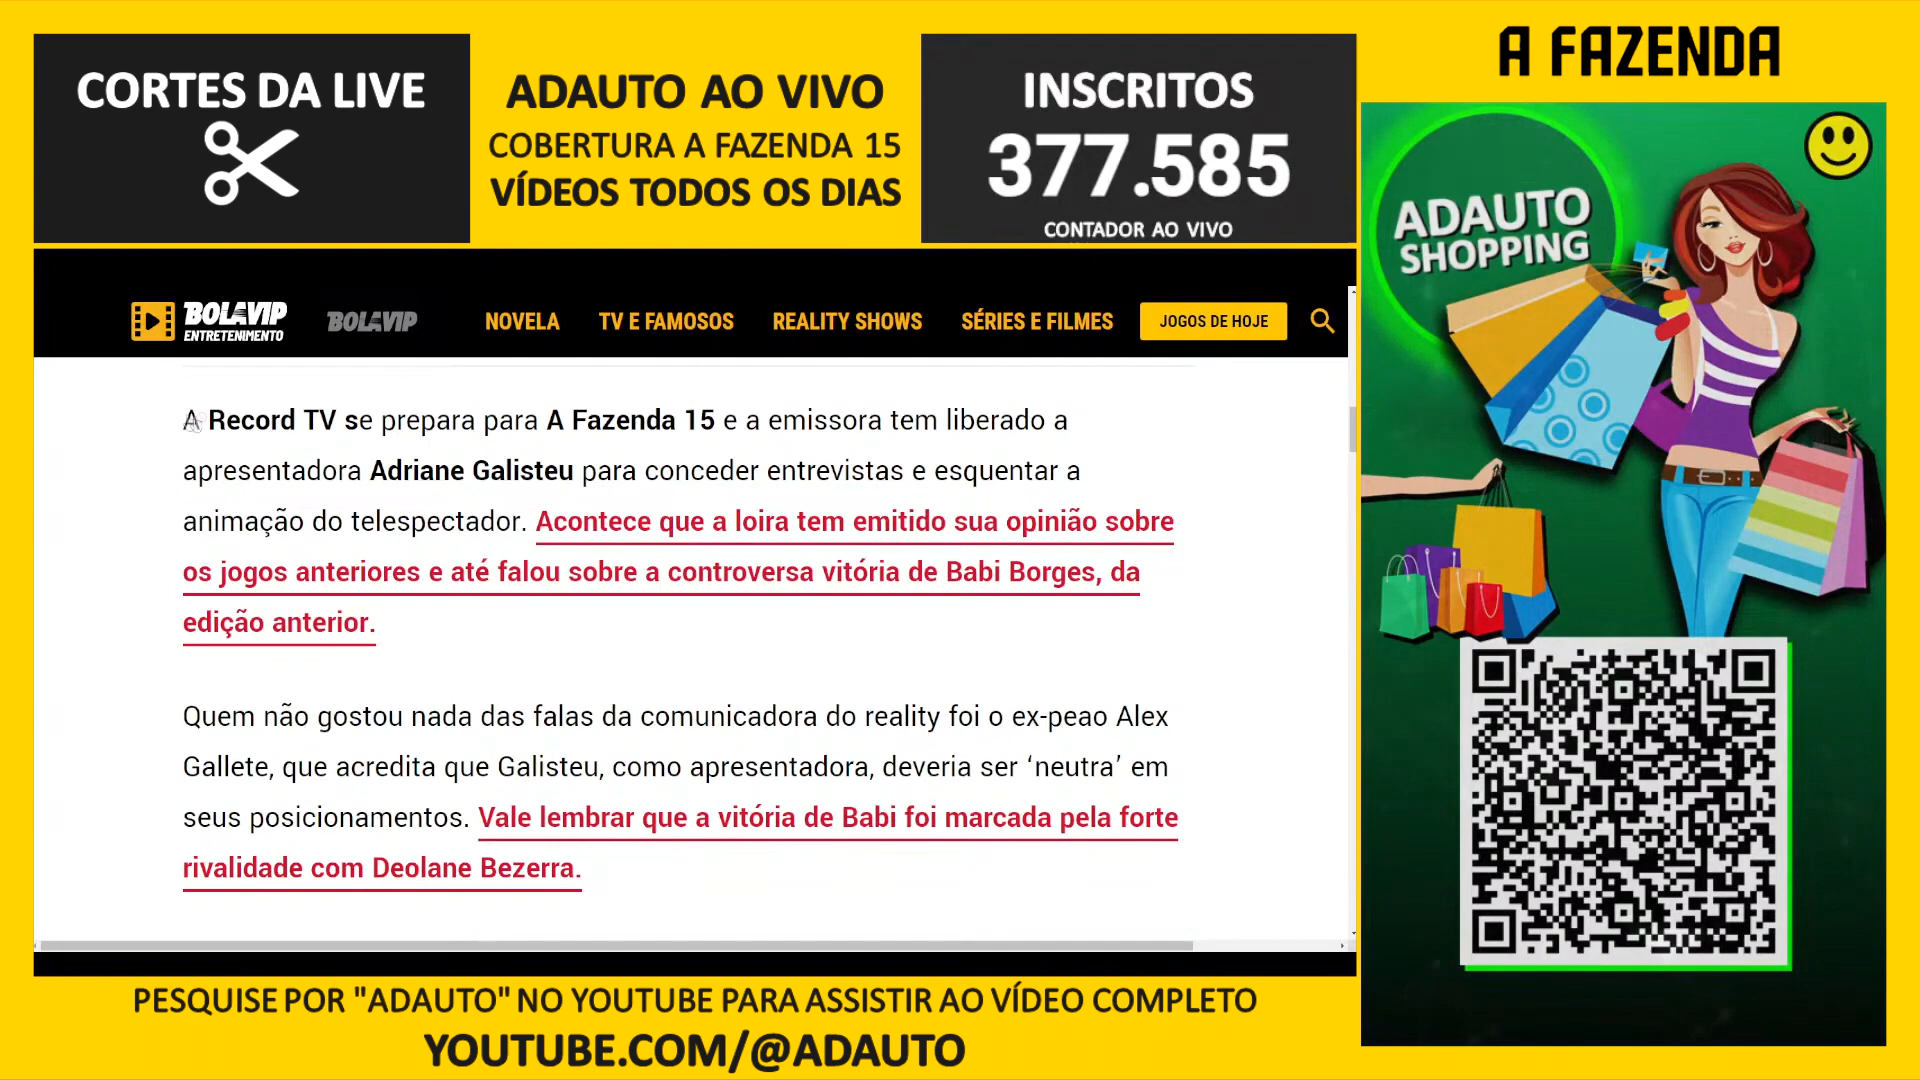 CORTES DA LIVE
ADAUTO AO VIVO
COBERTURA A FAZENDA 15
VÍDEOS TODOS OS DIAS
INSCRITOS
377.585
CONTADOR AO VIVO
A FAZENDA
ADAUTO
SHOPPING
BOLAVIP
ENTRETENIMENTO
BOLAVIP
NOVELA
TV E FAMOSOS
REALITY SHOWS
SÉRIES E FILMES
JOGOS DE HOJE
A Record TV se prepara para A Fazenda 15 e a emissora tem liberado a
apresentadora Adriane Galisteu para conceder entrevistas e esquentar a
animação do telespectador. Acontece que a loira tem emitido sua opinião sobre
os jogos anteriores e até falou sobre a controversa vitória de Babi Borges, da
edição anterior.
Quem não gostou nada das falas da comunicadora do reality foi o ex-peao Alex
Gallete, que acredita que Galisteu, como apresentadora, deveria ser ‘neutra’ em
seus posicionamentos. Vale lembrar que a vitória de Babi foi marcada pela forte
rivalidade com Deolane Bezerra.
PESQUISE POR "ADAUTO" NO YOUTUBE PARA ASSISTIR AO VÍDEO COMPLETO
YOUTUBE.COM/@ADAUTO